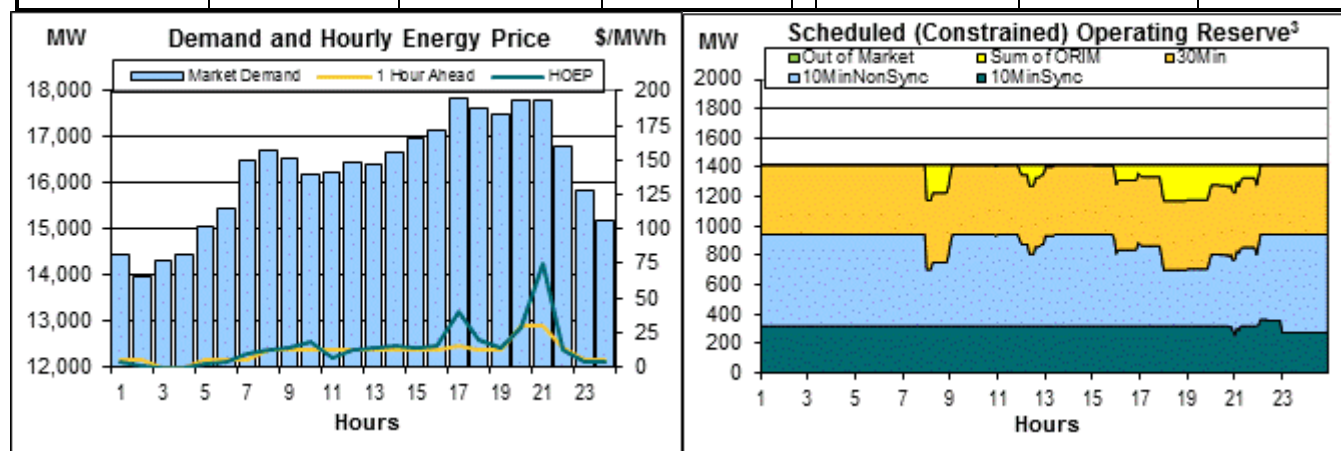 MW Demand and Hourly Energy Price $/MWh
Market Demand 1 Hour Ahead HOEP
18,000 200
17,000 175
16,000 150
15,000 125
14,000 100
13,000 75
12,000 50
25
0
1 3 5 7 9 11 13 15 17 19 21 23
Hours
MW Scheduled (Constrained) Operating Reserve³
Out of Market Sum of ORIM 30Min
10MinNonSync 10MinSync
2000
1800
1600
1400
1200
1000
800
600
400
200
0
1 3 5 7 9 11 13 15 17 19 21 23
Hours